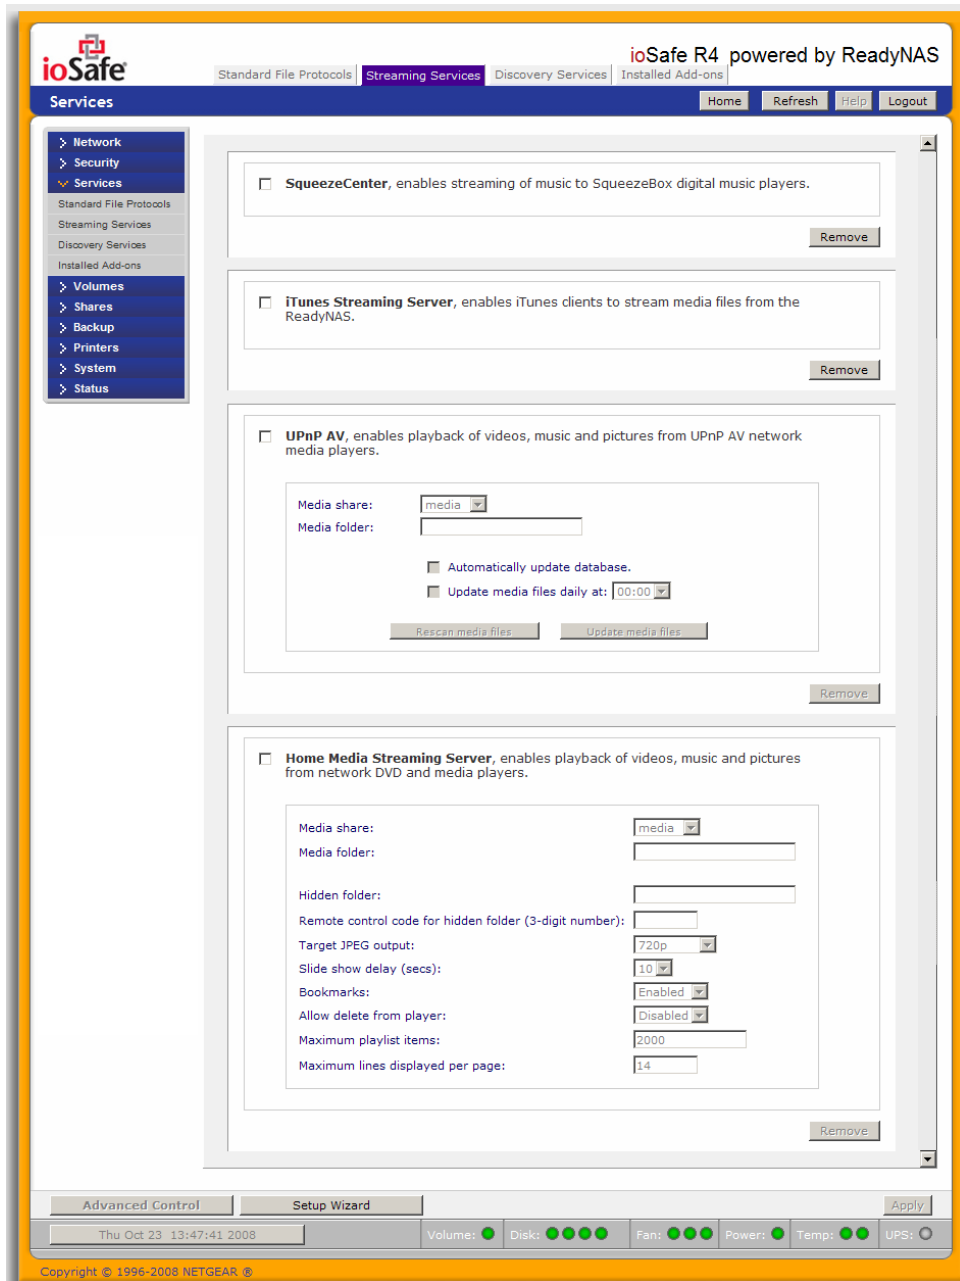 ioSafe
ioSafe R4 powered by ReadyNAS
Standard File Protocols Streaming Services Discovery Services Installed Add-ons
Services
Home Refresh Help Logout
Network
Security
Services
Standard File Protocols
Streaming Services
Discovery Services
Installed Add-ons
Volumes
Shares
Backup
Printers
System
Status
SqueezeCenter, enables streaming of music to SqueezeBox digital music players.
Remove
iTunes Streaming Server, enables iTunes clients to stream media files from the
ReadyNAS.
Remove
UPnP AV, enables playback of videos, music and pictures from UPnP AV network
media players.
Media share: media
Media folder:
Automatically update database.
Update media files daily at: 00:00
Rescan media files Update media files
Remove
Home Media Streaming Server, enables playback of videos, music and pictures
from network DVD and media players.
Media share: media
Media folder:
Hidden folder:
Remote control code for hidden folder (3-digit number):
Target JPEG output: 720p
Slide show delay (secs): 10
Bookmarks: Enabled
Allow delete from player: Disabled
Maximum playlist items: 2000
Maximum lines displayed per page: 14
Remove
Advanced Control Setup Wizard Apply
Thu Oct 23 13:47:41 2008 Volume: Disk: Fan: Power: Temp: UPS:
Copyright © 1996-2008 NETGEAR ®